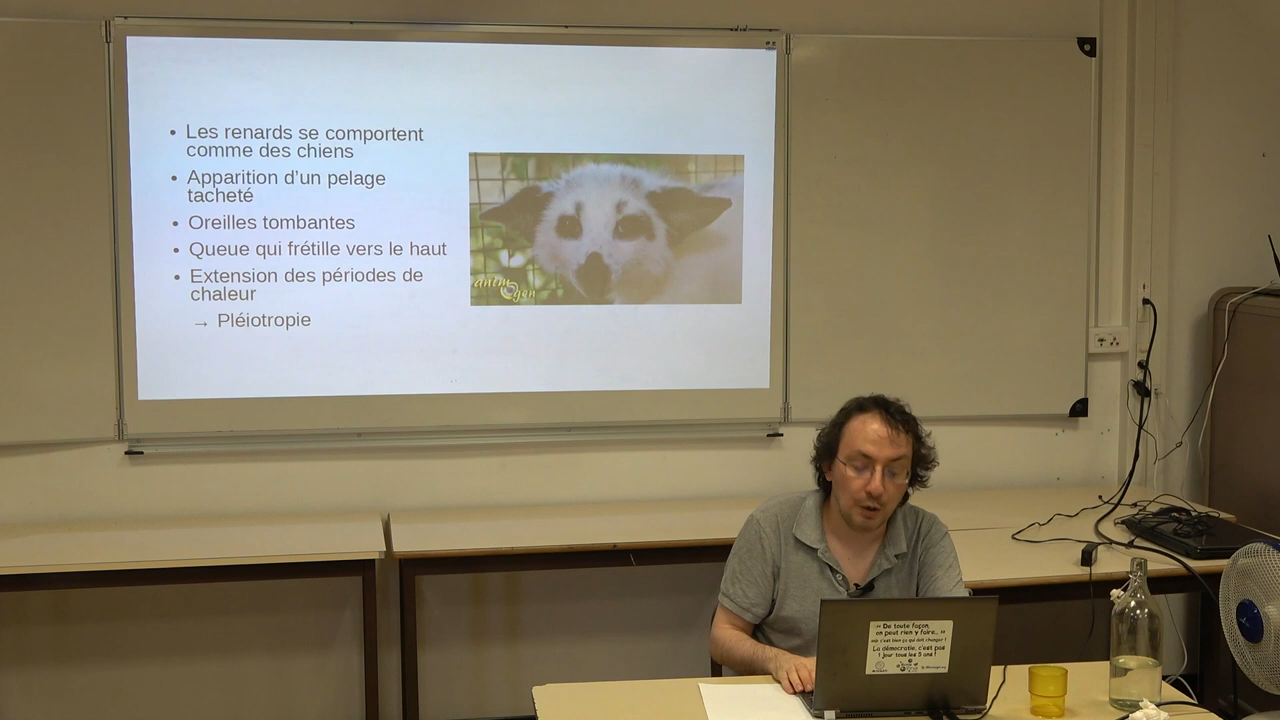 • Les renards se comportent
comme des chiens
• Apparition d'un pelage
tacheté
• Oreilles tombantes
• Queue qui frétille vers le haut
• Extension des périodes de
chaleur
→ Pléiotropie
anim
gen
"De toute façon,
on peut rien y faire... "
La démocratie, c'est pas
1 jour tous les 5 ans !